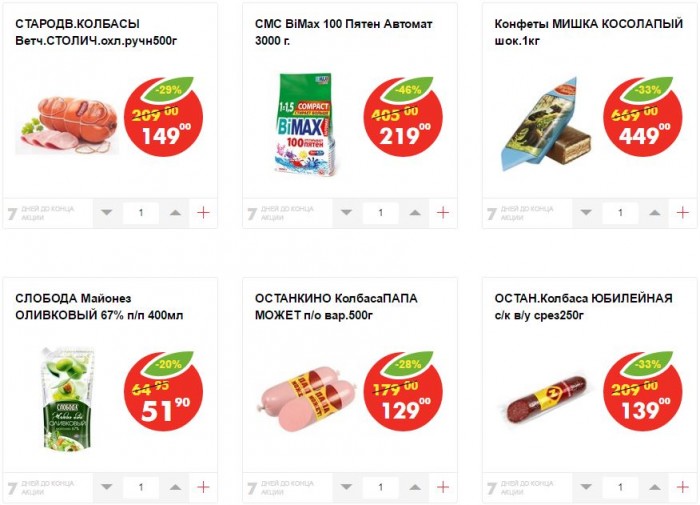 СТАРОДВ.КОЛБАСЫ
Ветч.СТОЛИЧ.охл.ручн500г
-29%
209 00
149 00
7 ДНЕЙ ДО КОНЦА
АКЦИИ
1
СМС BiMax 100 Пятен Автомат
3000 г.
1=1,5 COMPACT
BiMAX
100 ПЯТЕН
-46%
405 00
219 00
7 ДНЕЙ ДО КОНЦА
АКЦИИ
1
Конфеты МИШКА КОСОЛАПЫЙ
шок.1кг
-33%
669 00
449 00
7 ДНЕЙ ДО КОНЦА
АКЦИИ
1
СЛОБОДА Майонез
ОЛИВКОВЫЙ 67% п/п 400мл
СЛОБОДА
ОЛИВКОВЫЙ
67%
-20%
64 95
51 90
7 ДНЕЙ ДО КОНЦА
АКЦИИ
1
ОСТАНКИНО КолбасаПАПА
МОЖЕТ п/о вар.500г
ПАПА
МОЖЕТ
-28%
179 00
129 00
7 ДНЕЙ ДО КОНЦА
АКЦИИ
1
ОСТАН.Колбаса ЮБИЛЕЙНАЯ
с/к в/у срез250г
-33%
209 00
139 00
7 ДНЕЙ ДО КОНЦА
АКЦИИ
1